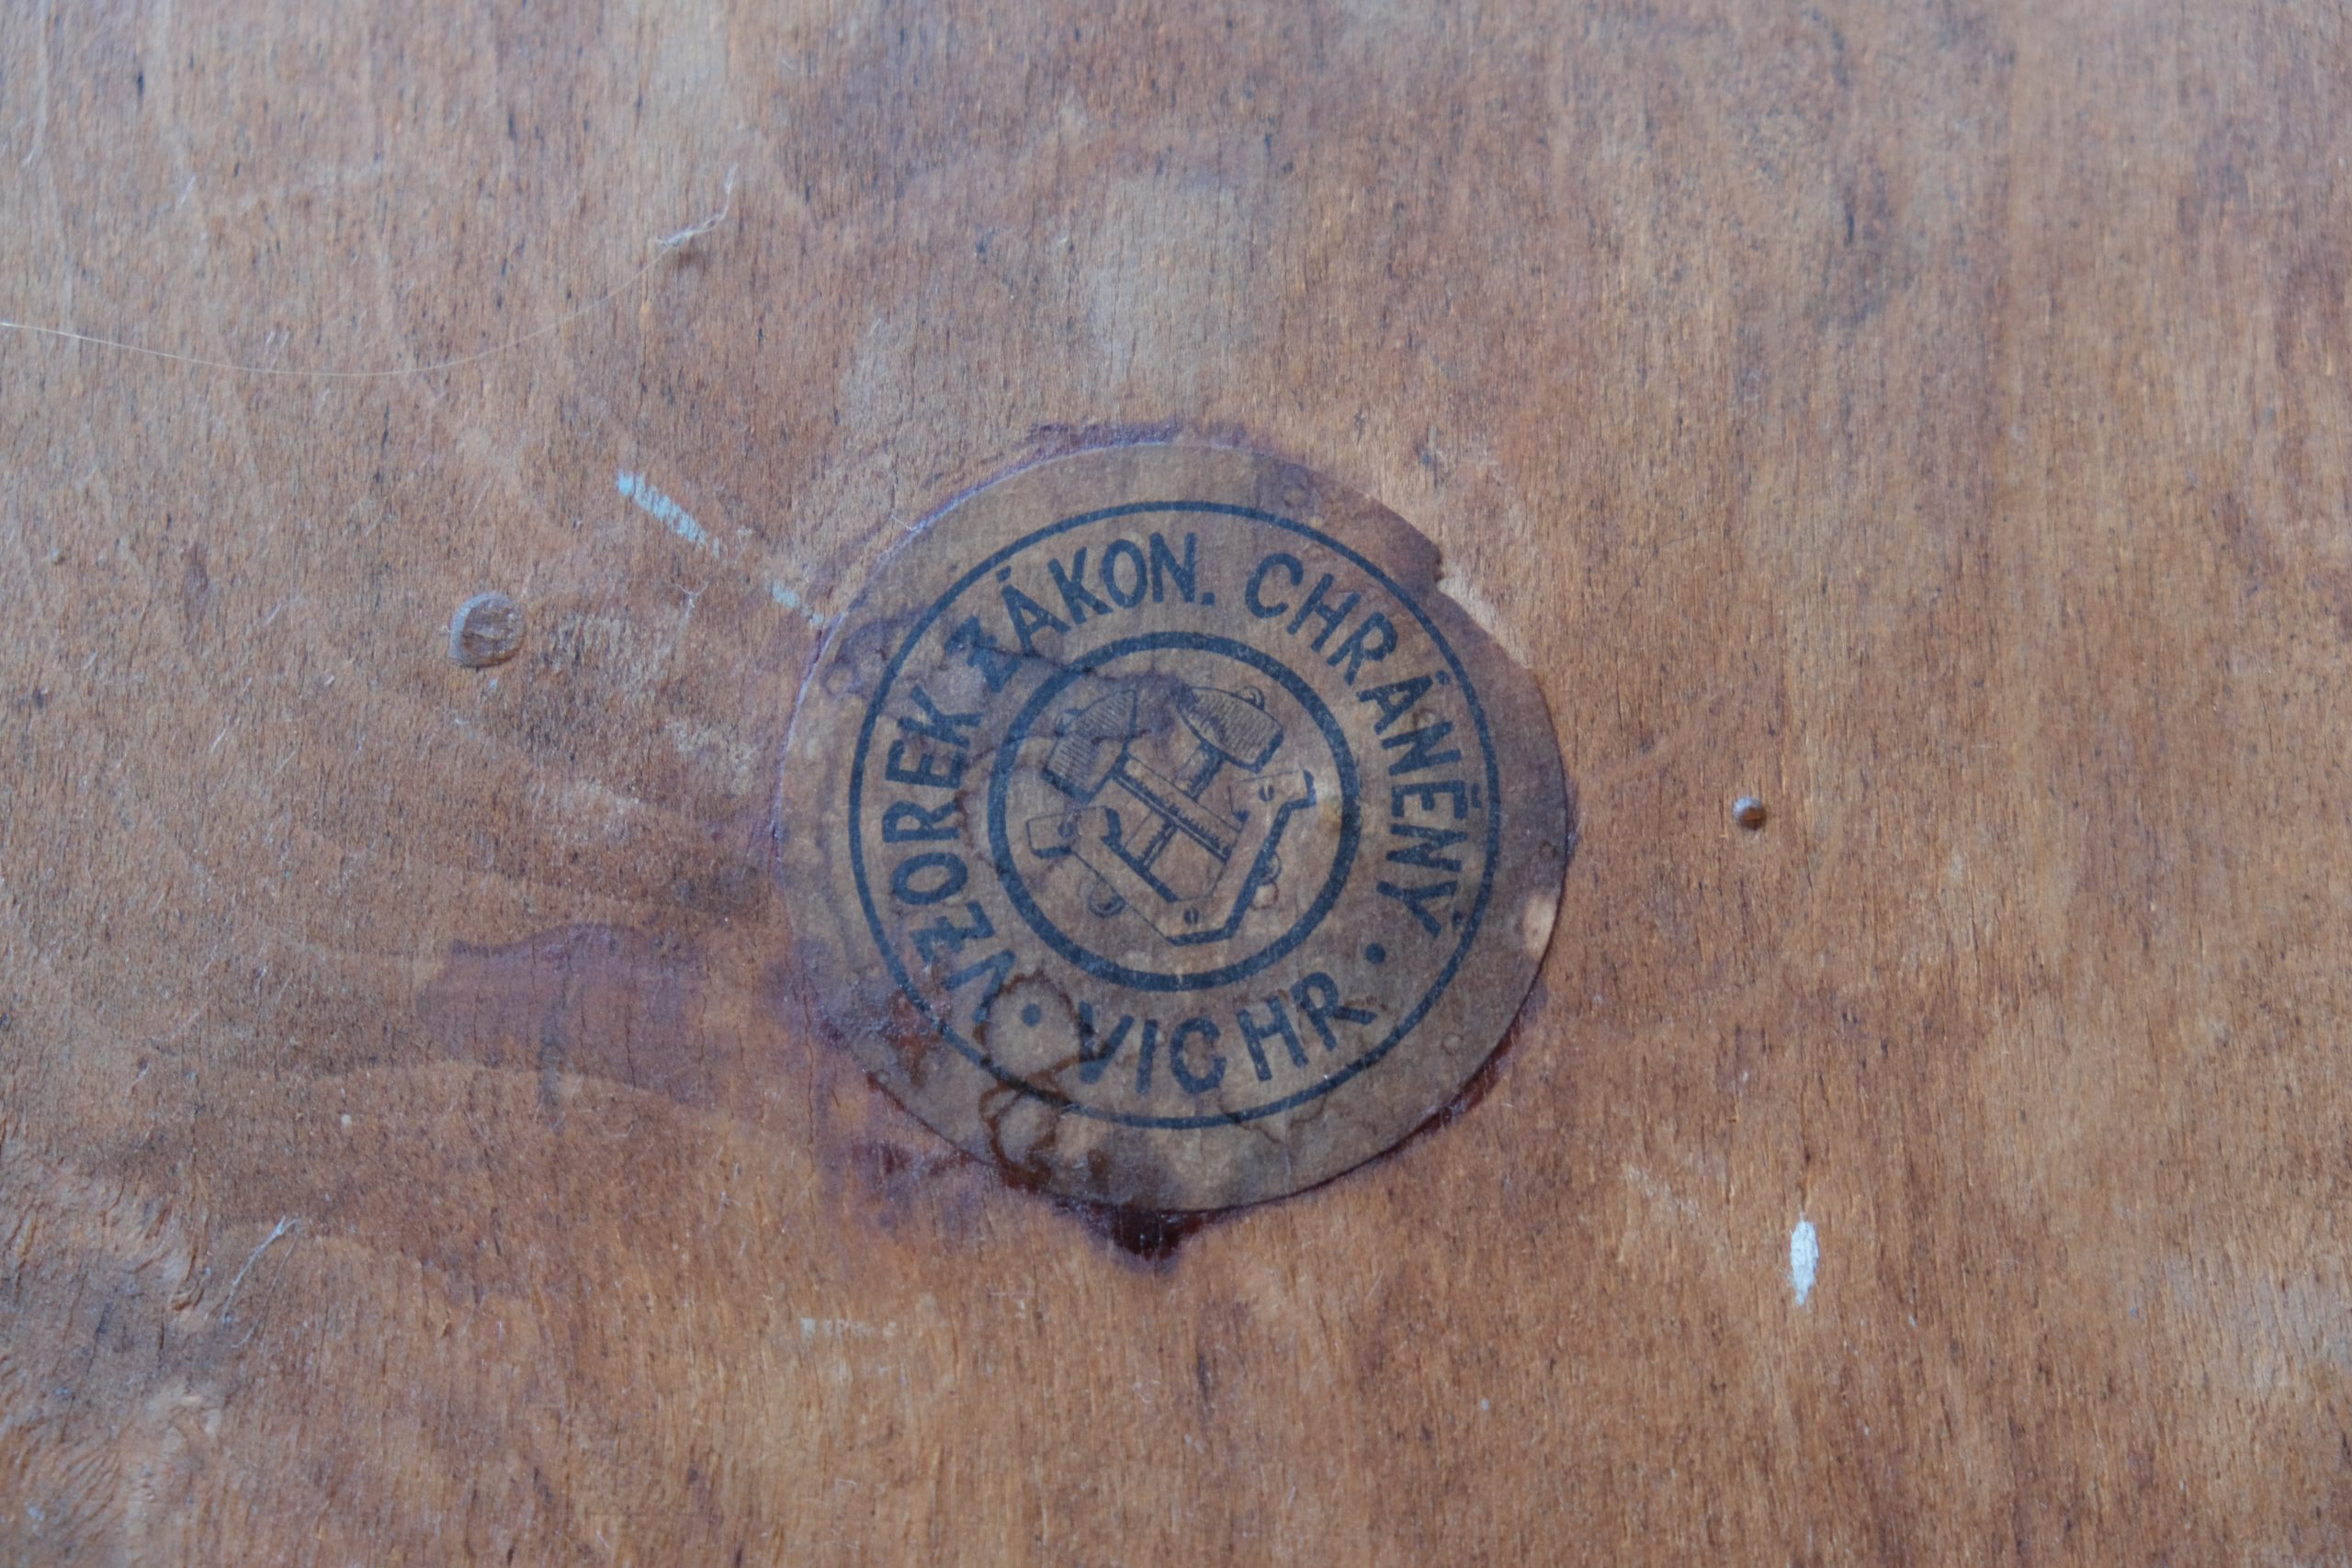 VZOREK ZÁKON. CHRÁNĚNÝ
• VICHR •